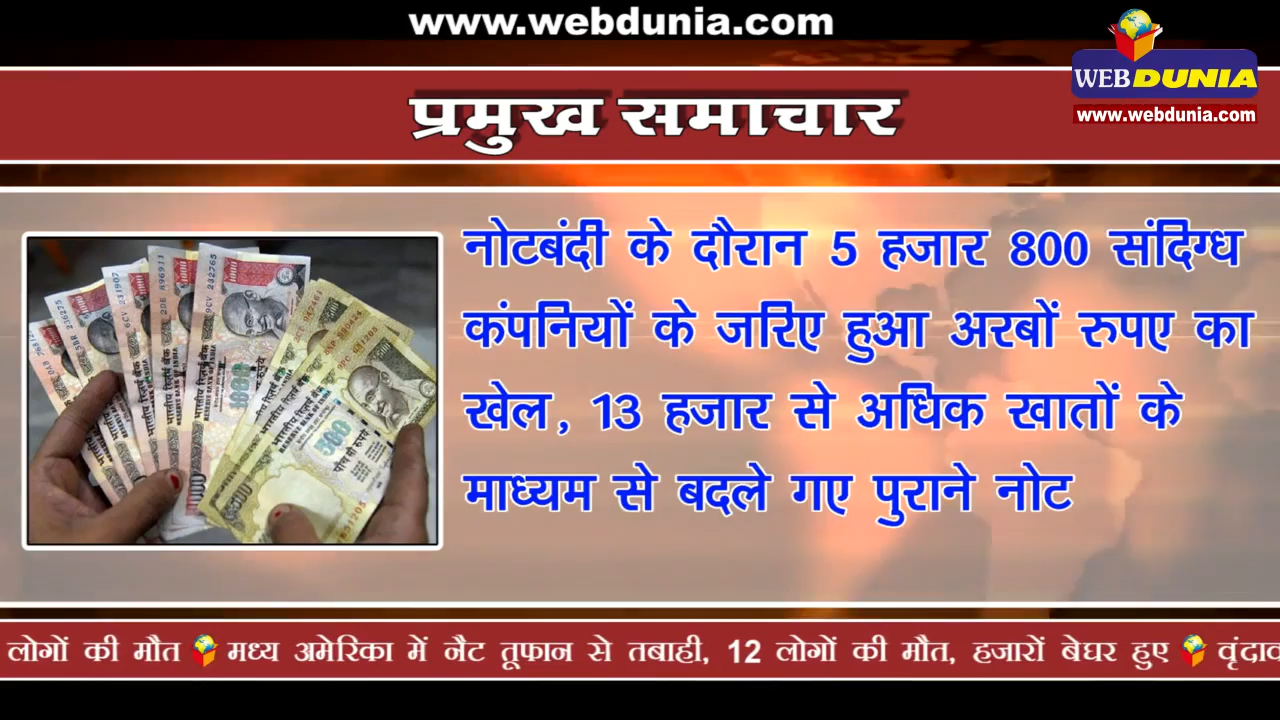 www.webdunia.com
WEBDUNIA
www.webdunia.com
प्रमुख समाचार
नोटबंदी के दौरान 5 हजार 800 संदिग्ध
कंपनियों के जरिए हुआ अरबों रुपए का
खेल, 13 हजार से अधिक खातों के
माध्यम से बदले गए पुराने नोट
लोगों की मौत मध्य अमेरिका में नैट तूफान से तबाही, 12 लोगों की मौत, हजारों बेघर हुए